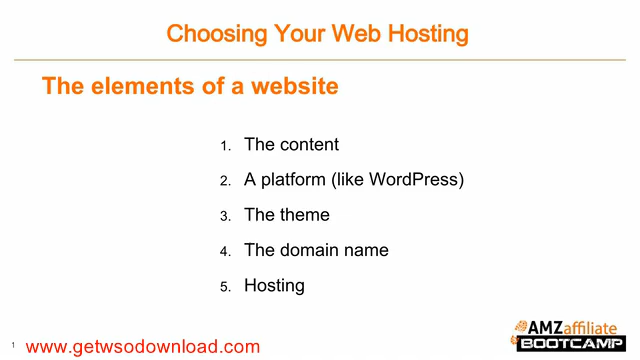 Choosing Your Web Hosting
The elements of a website
1. The content
2. A platform (like WordPress)
3. The theme
4. The domain name
5. Hosting
1
www.getwsodownload.com
AMZaffiliate
BOOTCAMP